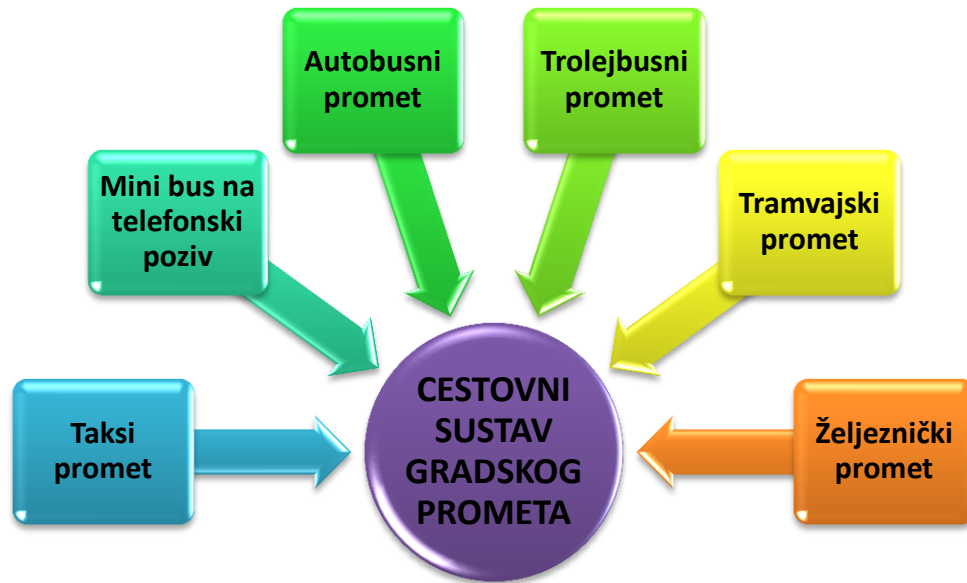 Autobusni
promet
Trolejbusni
promet
Mini bus na
telefonski
poziv
Tramvajski
promet
Taksi
promet
CESTOVNI
SUSTAV
GRADSKOG
PROMETA
Željeznički
promet